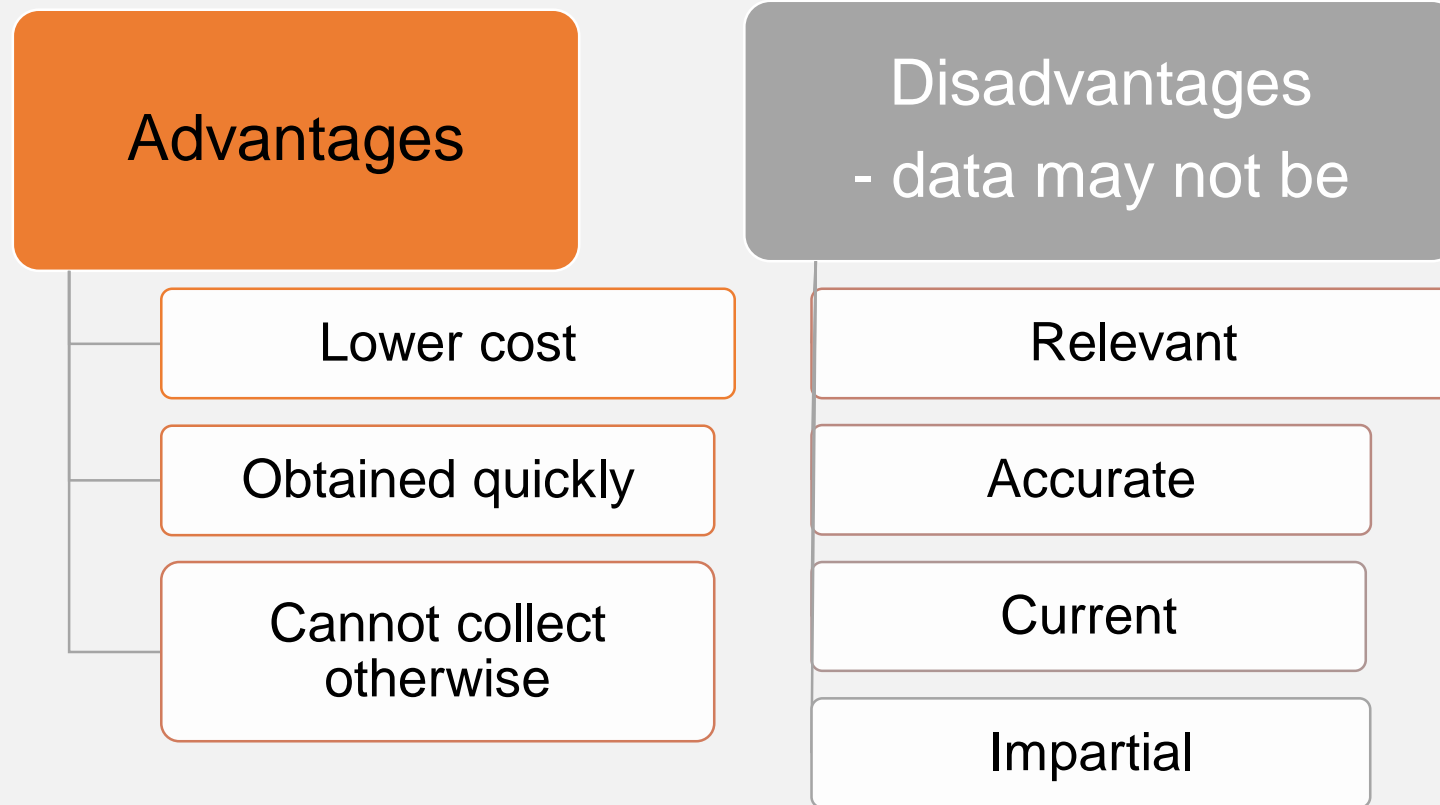 Advantages
Lower cost
Obtained quickly
Cannot collect
otherwise
Disadvantages
- data may not be
Relevant
Accurate
Current
Impartial